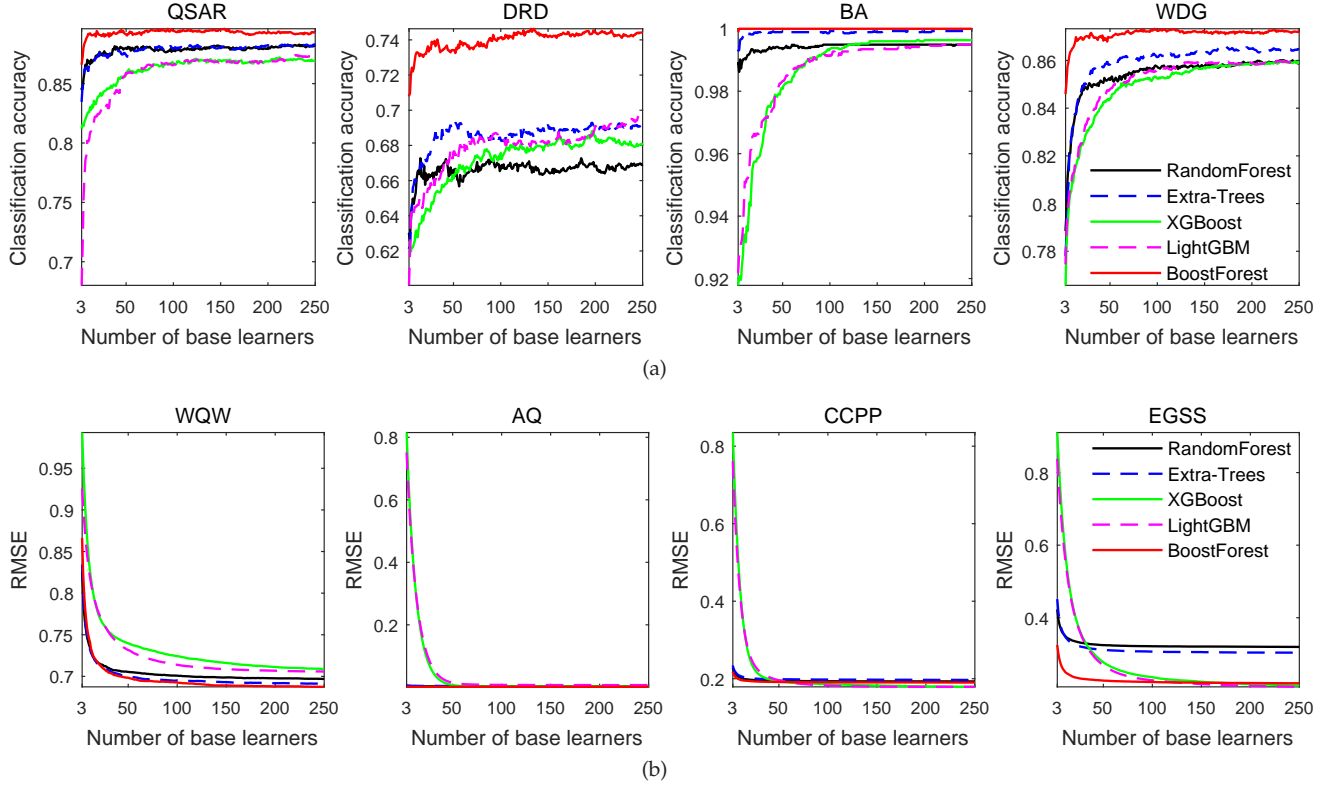 QSAR
Classification accuracy
0.85
0.8
0.75
0.7
3 50 100 150 200 250
Number of base learners
DRD
Classification accuracy
0.74
0.72
0.7
0.68
0.66
0.64
0.62
3 50 100 150 200 250
Number of base learners
BA
Classification accuracy
1
0.98
0.96
0.94
0.92
3 50 100 150 200 250
Number of base learners
WDG
Classification accuracy
0.86
0.84
0.82
0.8
0.78
RandomForest
Extra-Trees
XGBoost
LightGBM
BoostForest
3 50 100 150 200 250
Number of base learners
(a)
WQW
RMSE
0.95
0.9
0.85
0.8
0.75
0.7
3 50 100 150 200 250
Number of base learners
AQ
RMSE
0.8
0.6
0.4
0.2
3 50 100 150 200 250
Number of base learners
CCPP
RMSE
0.8
0.6
0.4
0.2
3 50 100 150 200 250
Number of base learners
EGSS
RMSE
0.8
0.6
0.4
RandomForest
Extra-Trees
XGBoost
LightGBM
BoostForest
3 50 100 150 200 250
Number of base learners
(b)